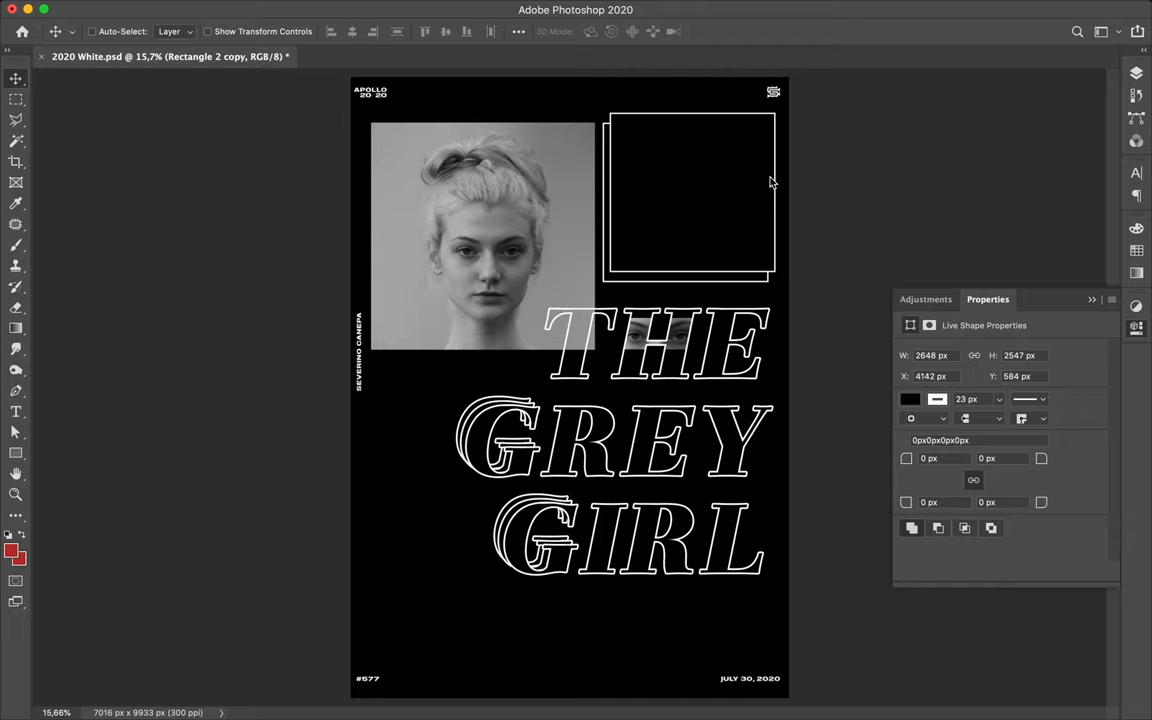 Adobe Photoshop 2020
Auto-Select: Layer Show Transform Controls 3D Mode:
2020 White.psd @ 15,7% (Rectangle 2 copy, RGB/8) *
APOLLO
20 20
SEVERINO CANEPA
THE
GREY
GIRL
#577
JULY 30, 2020
Adjustments Properties
Live Shape Properties
W: 2648 px H: 2547 px
X: 4142 px Y: 584 px
23 px
0px0px0px0px
0 px 0 px
0 px 0 px
15,66% 7016 px x 9933 px (300 ppi)